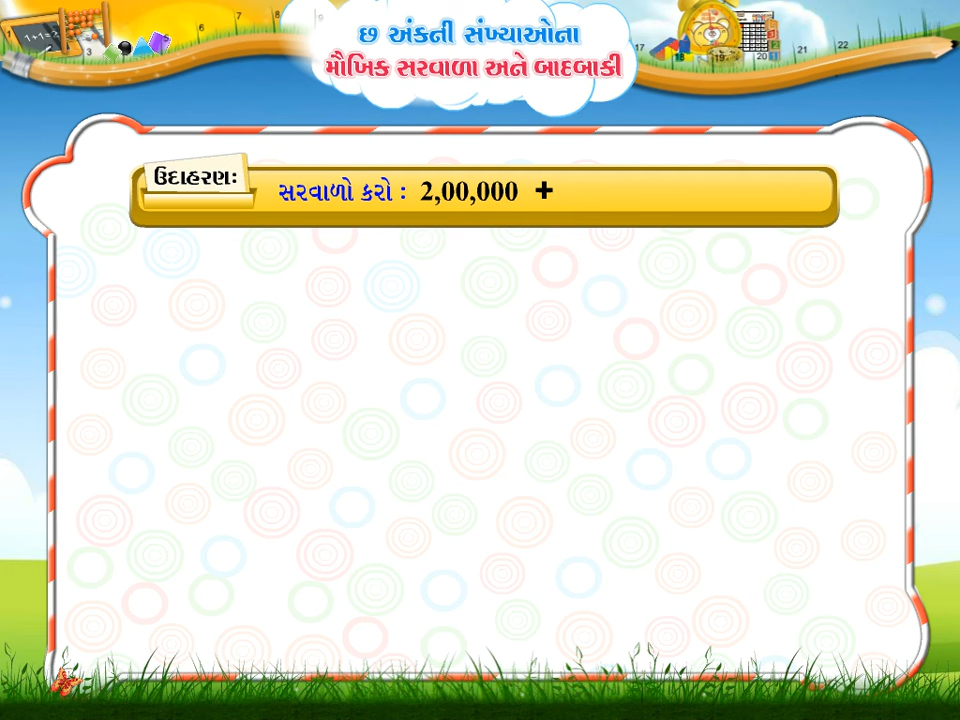 છ અંકની સંખ્યાઓના
મૌખિક સરવાળા અને બાદબાકી
ઉદાહરણઃ
સરવાળો કરો : 2,00,000 +